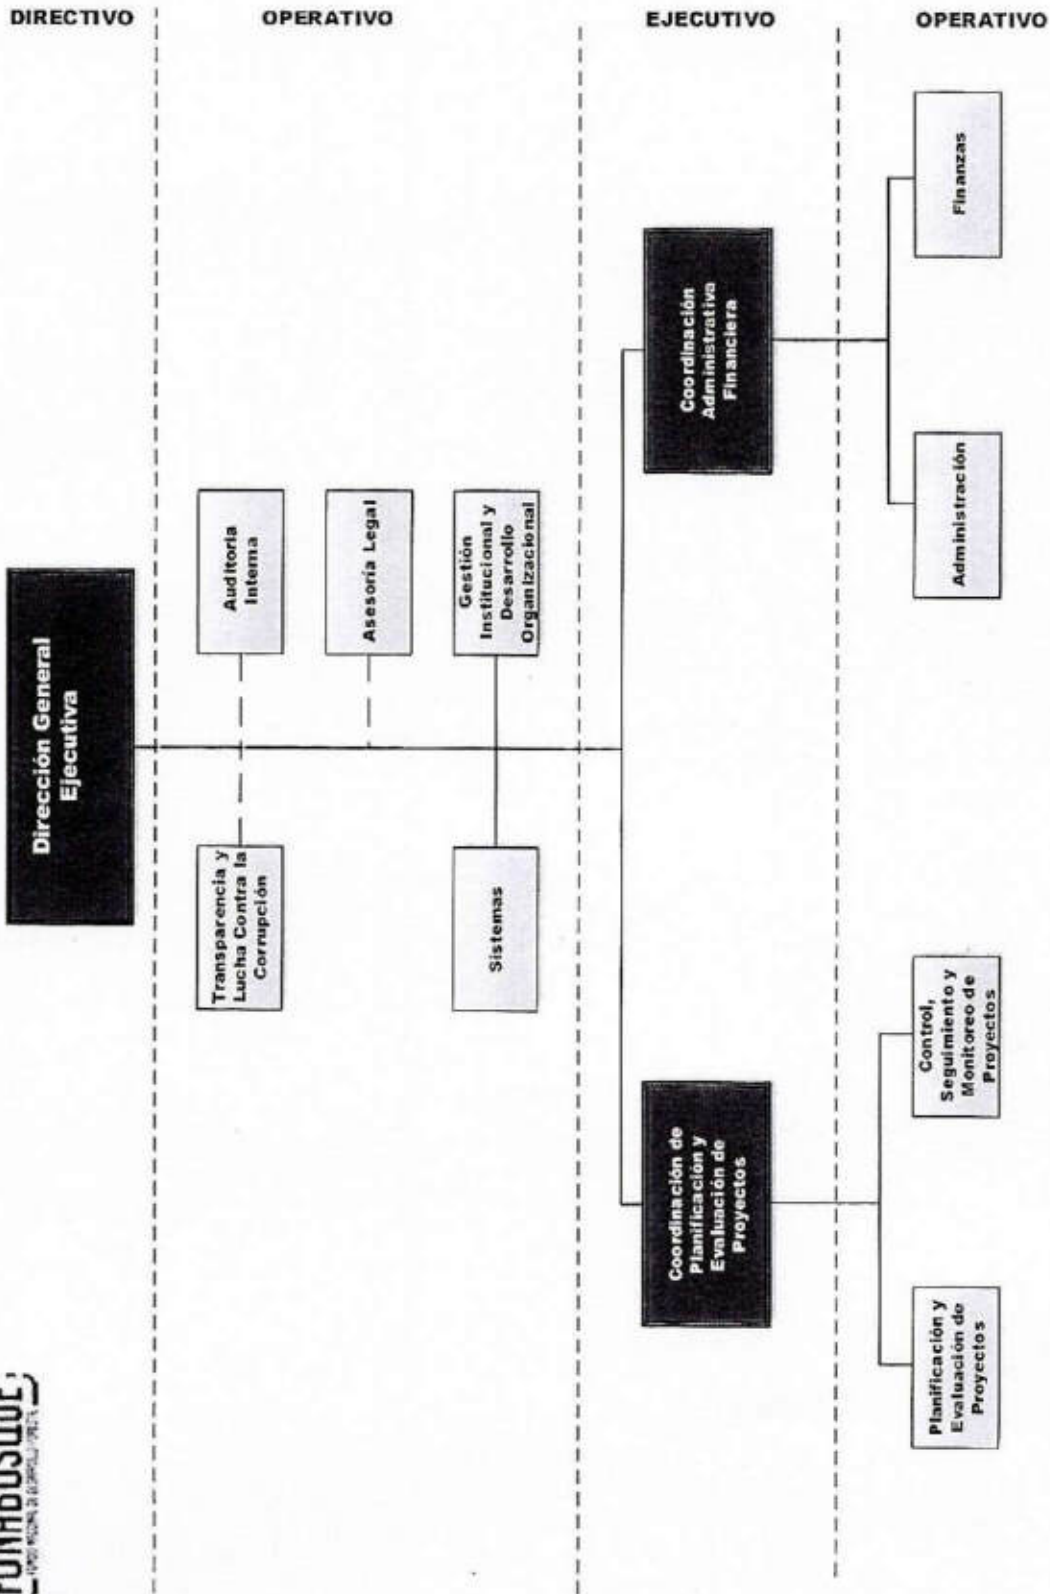 DIRECTIVO
OPERATIVO
EJECUTIVO
OPERATIVO
FONABOSQUE
Dirección General
Ejecutiva
Transparencia y
Lucha Contra la
Corrupción
Auditoria
Interna
Asesoría Legal
Sistemas
Gestión
Institucional y
Desarrollo
Organizacional
Coordinación de
Planificación y
Evaluación de
Proyectos
Coordinación
Administrativa
Financiera
Planificación y
Evaluación de
Proyectos
Control,
Seguimiento y
Monitoreo de
Proyectos
Administración
Finanzas